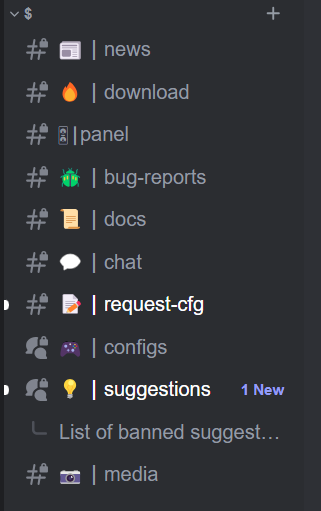 $
| news
| download
|panel
| bug-reports
| docs
| chat
| request-cfg
| configs
| suggestions 1 New
List of banned suggest...
| media